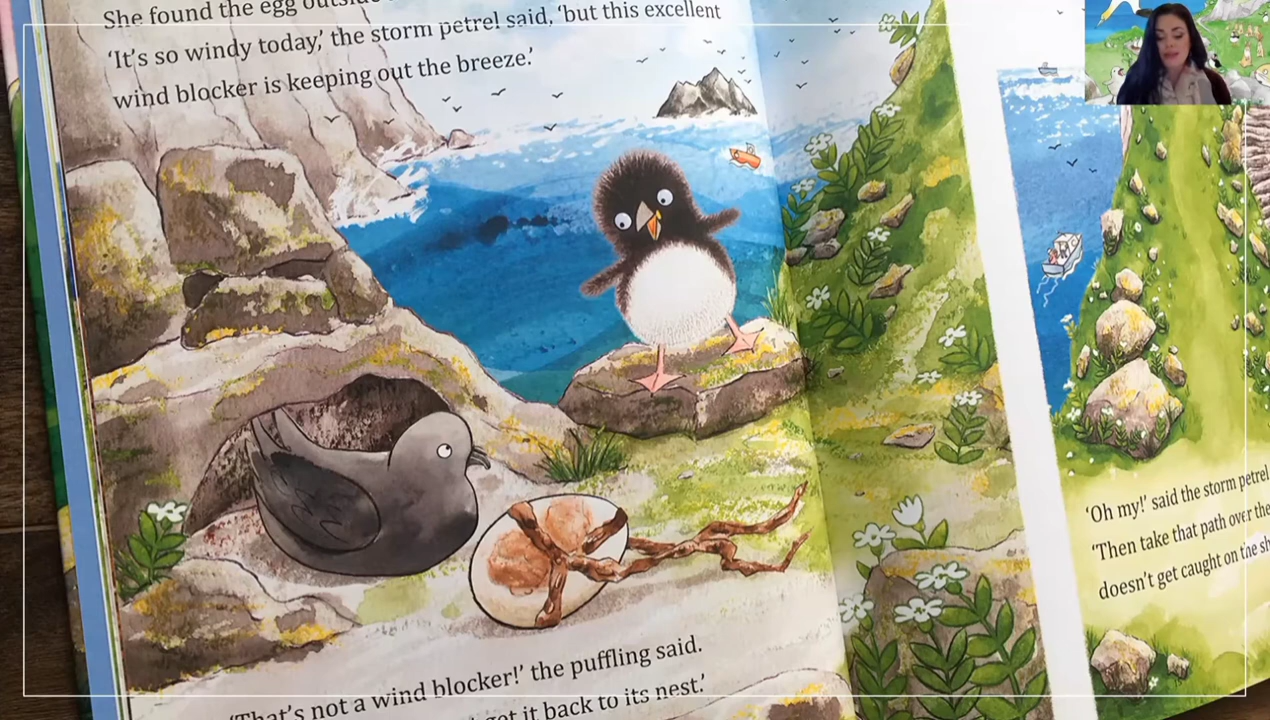 She found the egg outside
‘It’s so windy today,’ the storm petrel said, ‘but this excellent
wind blocker is keeping out the breeze.’
‘That’s not a wind blocker!’ the puffling said.
got it back to its nest.’
‘Oh my!’ said the storm petrel
‘Then take that path over the
doesn’t get caught on the sh